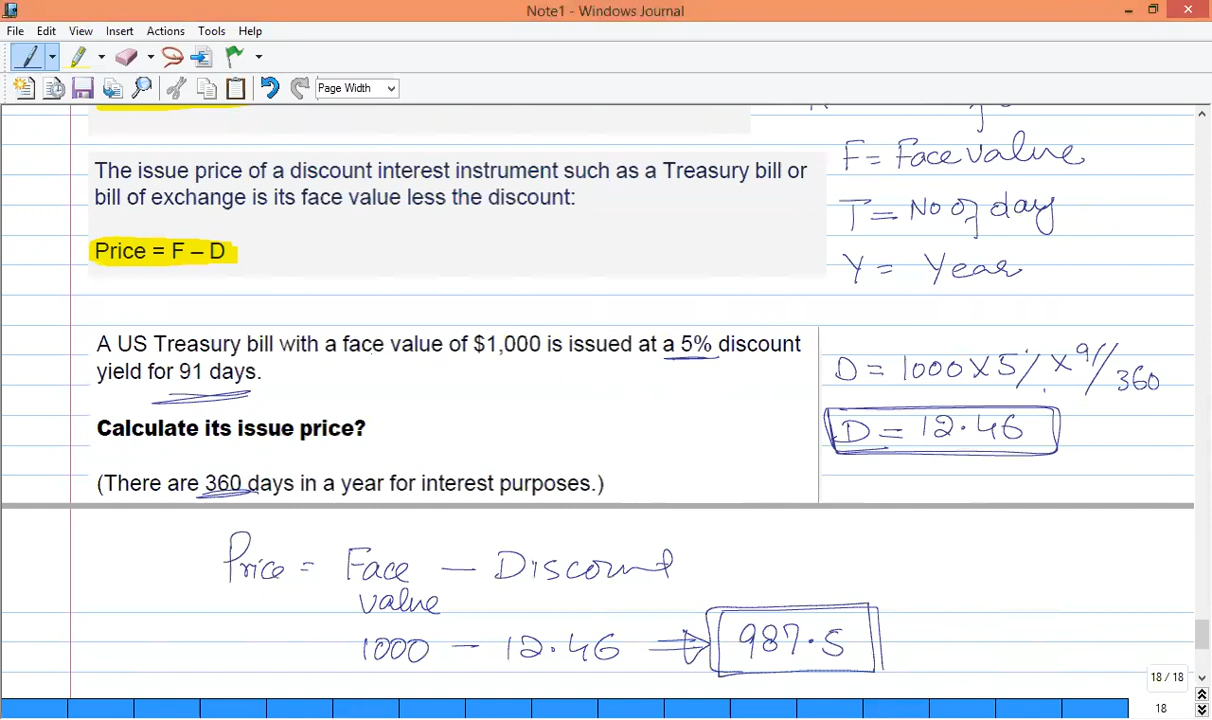 Note1 - Windows Journal
File Edit View Insert Actions Tools Help
Page Width
F = Face value
The issue price of a discount interest instrument such as a Treasury bill or
bill of exchange is its face value less the discount:
T = No of day
Price = F – D
Y = Year
A US Treasury bill with a face value of $1,000 is issued at a 5% discount
yield for 91 days.
D = 1000 X 5% X 91/360
Calculate its issue price?
D = 12.46
(There are 360 days in a year for interest purposes.)
Price = Face — Discount
value
1000 — 12.46 ⇒ 987.5
18 / 18
18